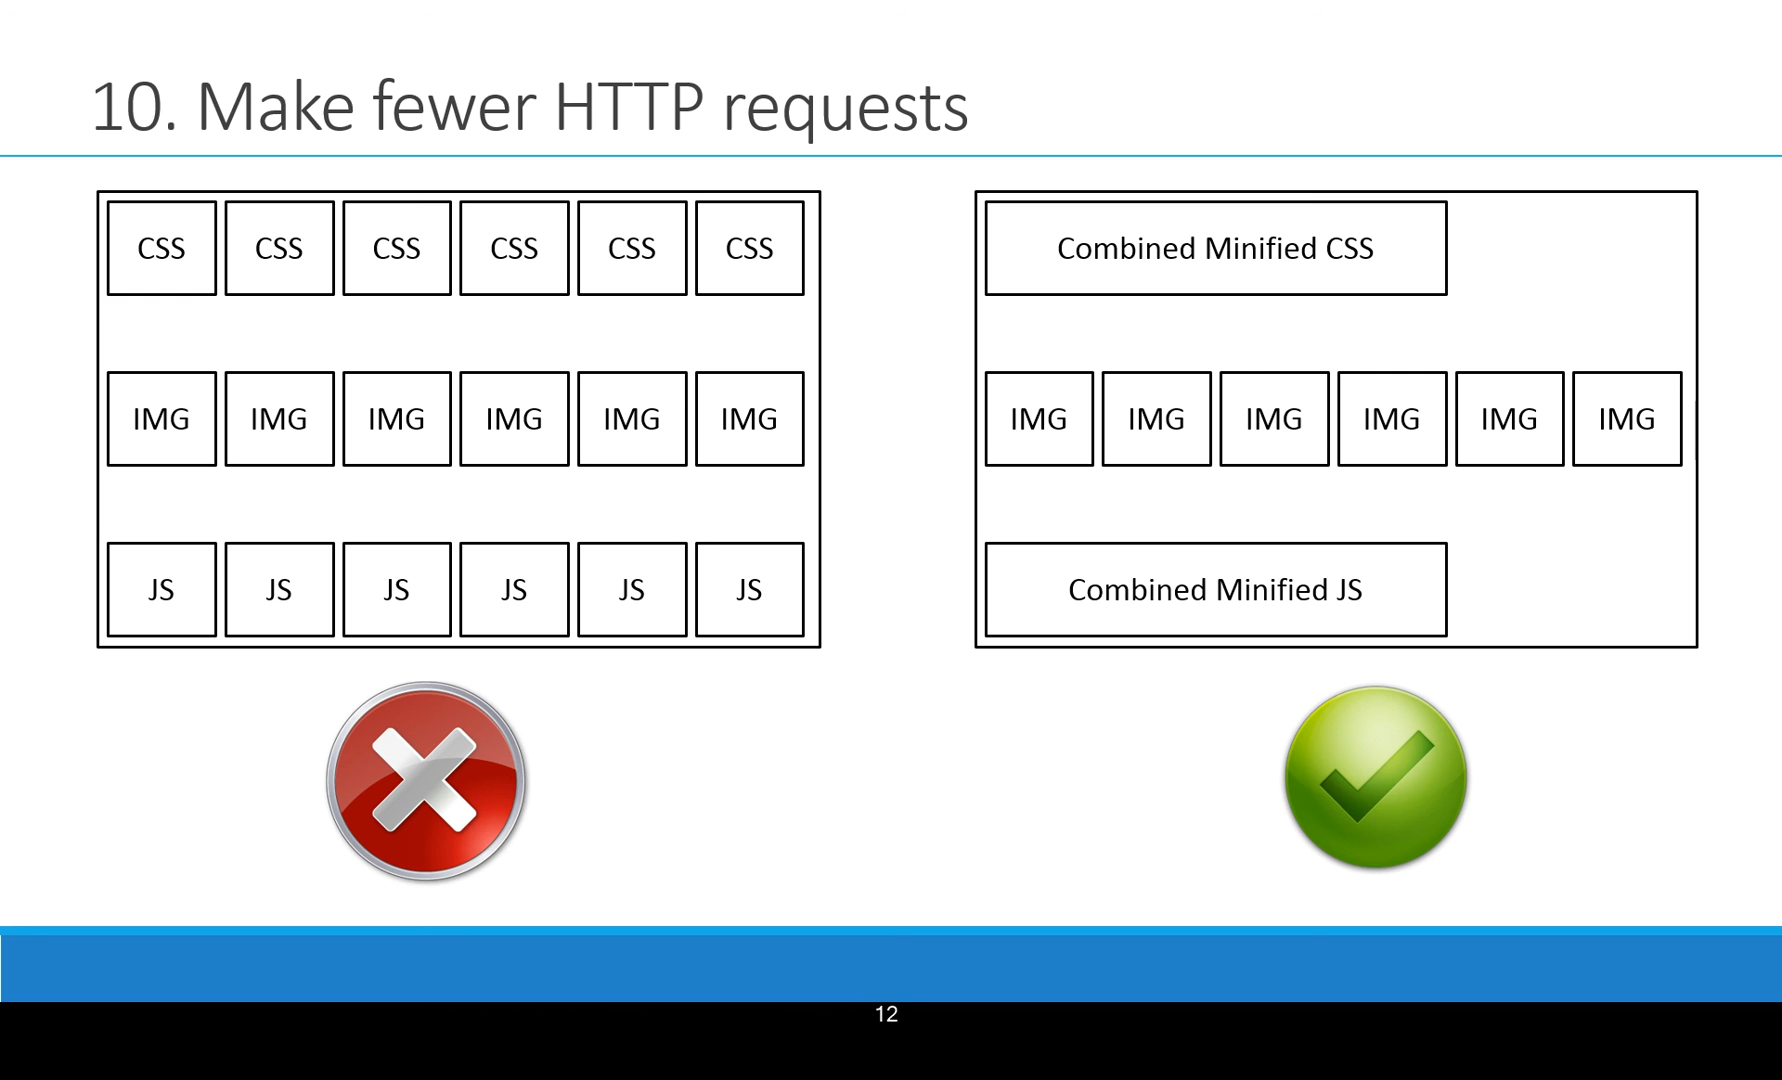 10. Make fewer HTTP requests
CSS CSS CSS CSS CSS CSS
IMG IMG IMG IMG IMG IMG
JS JS JS JS JS JS
Combined Minified CSS
IMG IMG IMG IMG IMG IMG
Combined Minified JS
12